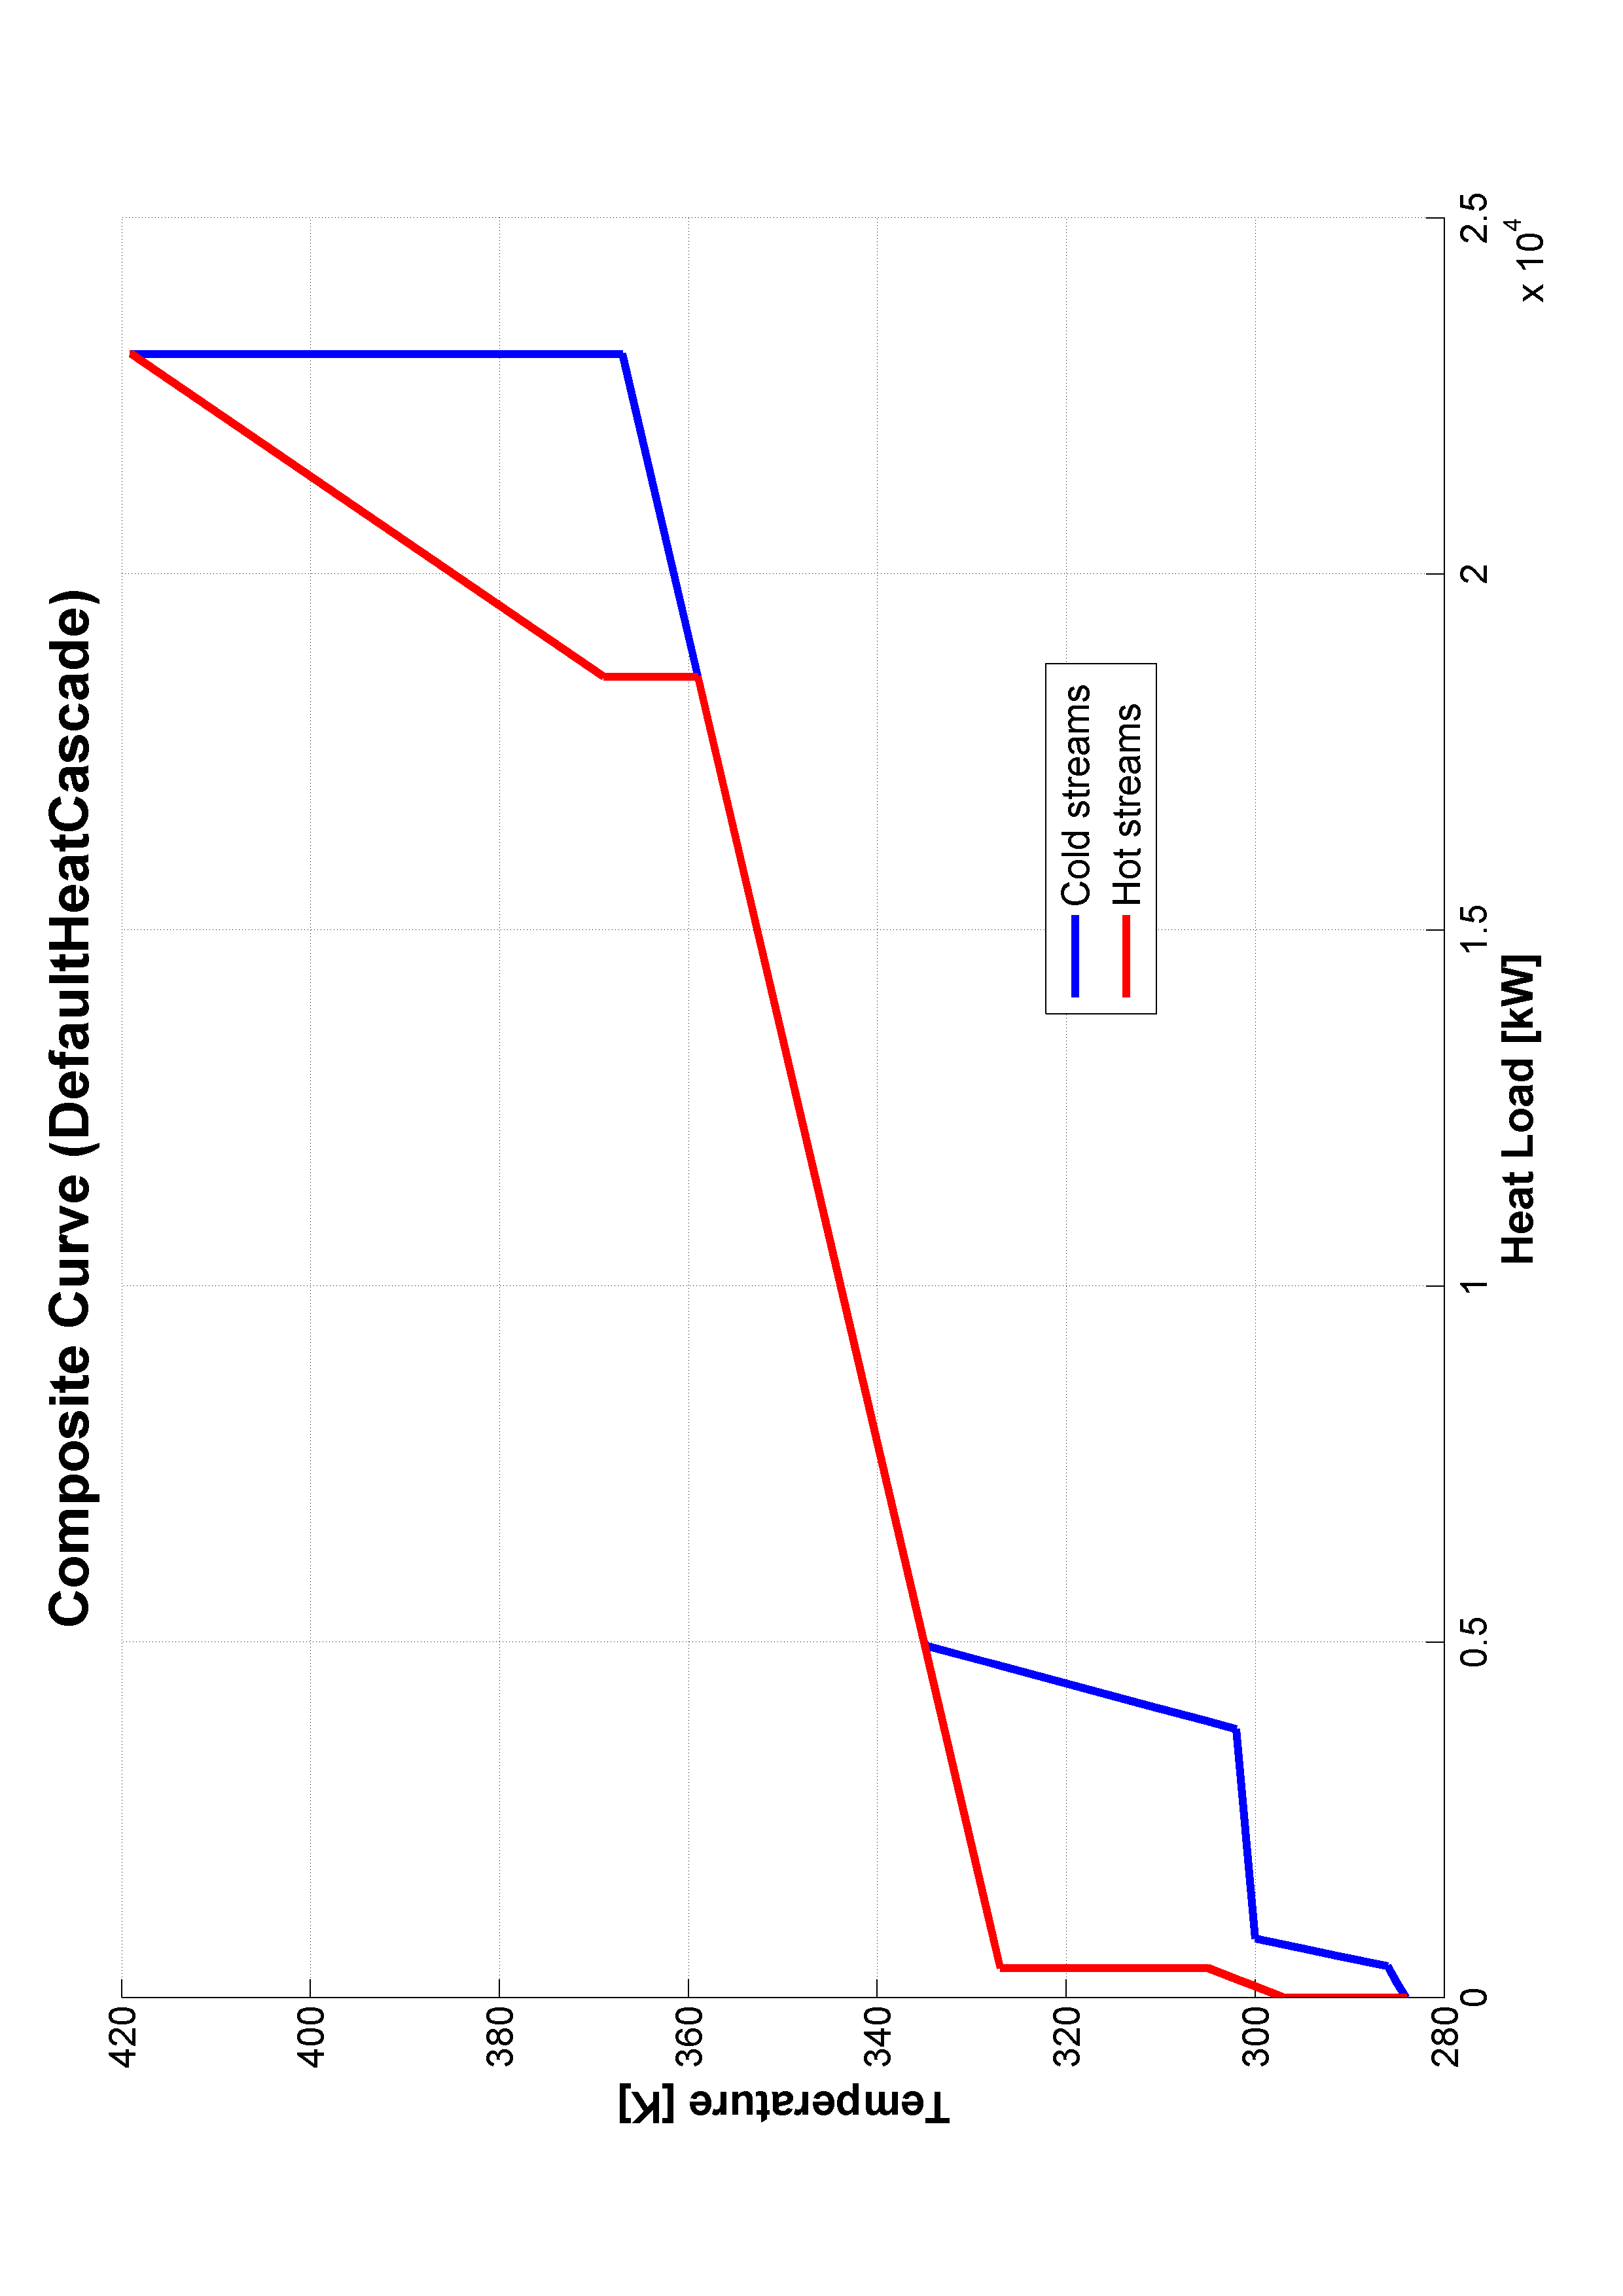 Composite Curve (DefaultHeatCascade)
Temperature [K]
420
400
380
360
340
320
300
280
0
0.5
1
1.5
2
2.5
x 10^4
Heat Load [kW]
Cold streams
Hot streams